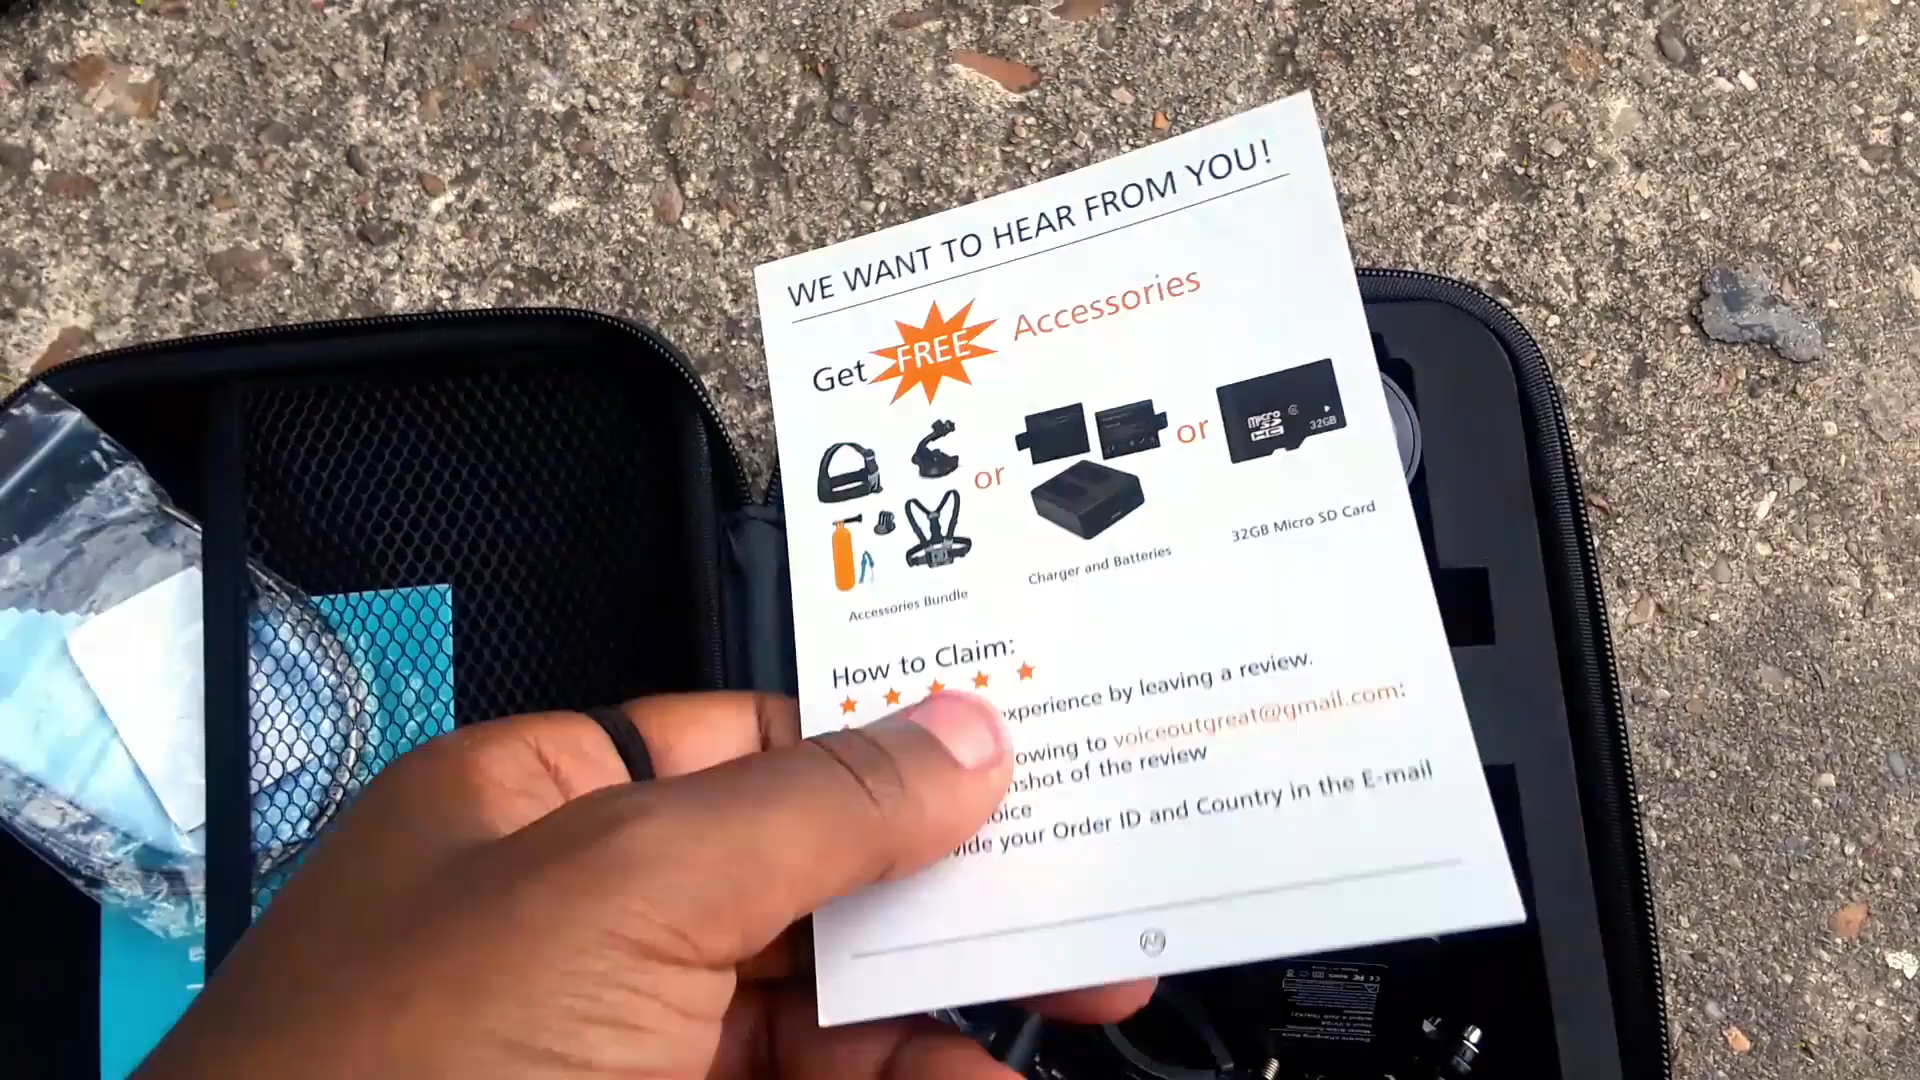 WE WANT TO HEAR FROM YOU!
Get FREE Accessories
or
or
micro
SD
HC
32GB
Accessories Bundle
Charger and Batteries
32GB Micro SD Card
How to Claim:
experience by leaving a review.
owing to voiceoutgreat@gmail.com:
nshot of the review
oice
vide your Order ID and Country in the E-mail